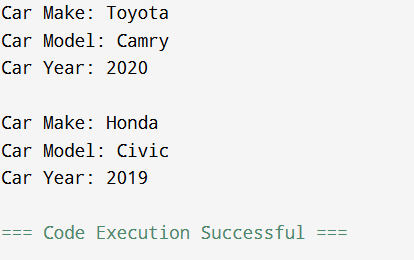 Car Make: Toyota
Car Model: Camry
Car Year: 2020
Car Make: Honda
Car Model: Civic
Car Year: 2019
=== Code Execution Successful ===